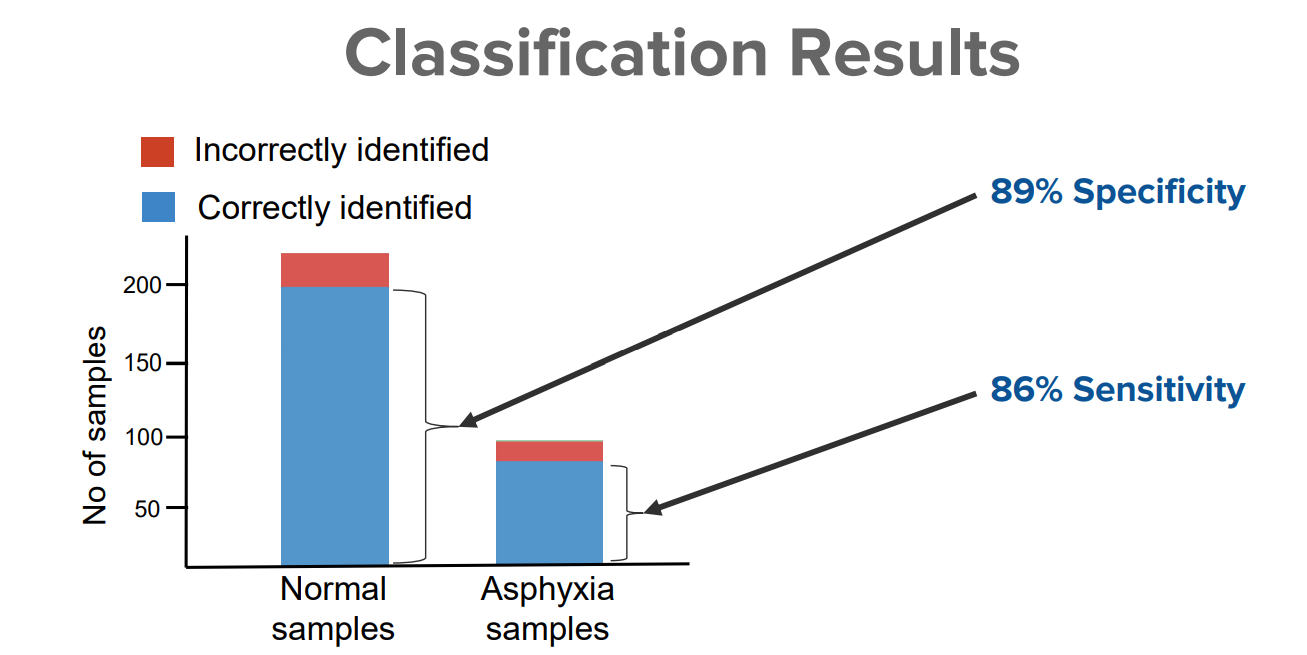 Classification Results
Incorrectly identified
Correctly identified
89% Specificity
86% Sensitivity
No of samples
200
150
100
50
Normal
samples
Asphyxia
samples